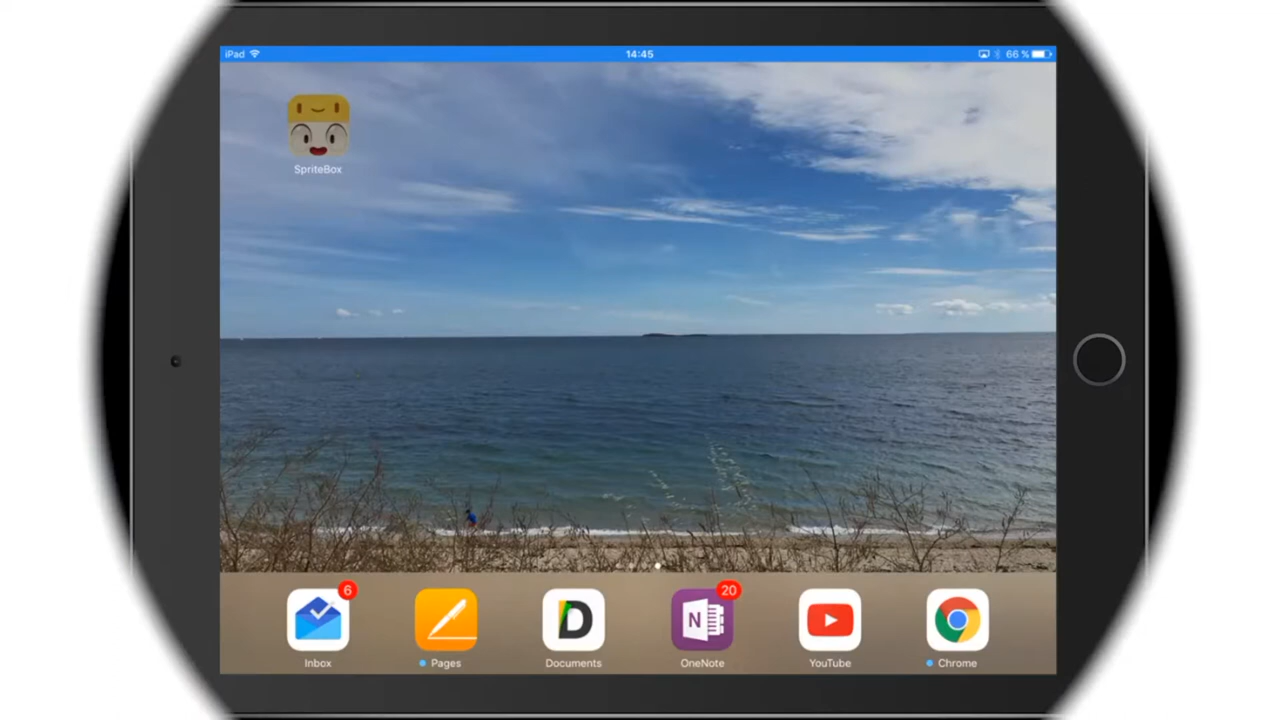 iPad 14:45 66 %
SpriteBox
6 20
N
Inbox Pages Documents OneNote YouTube Chrome